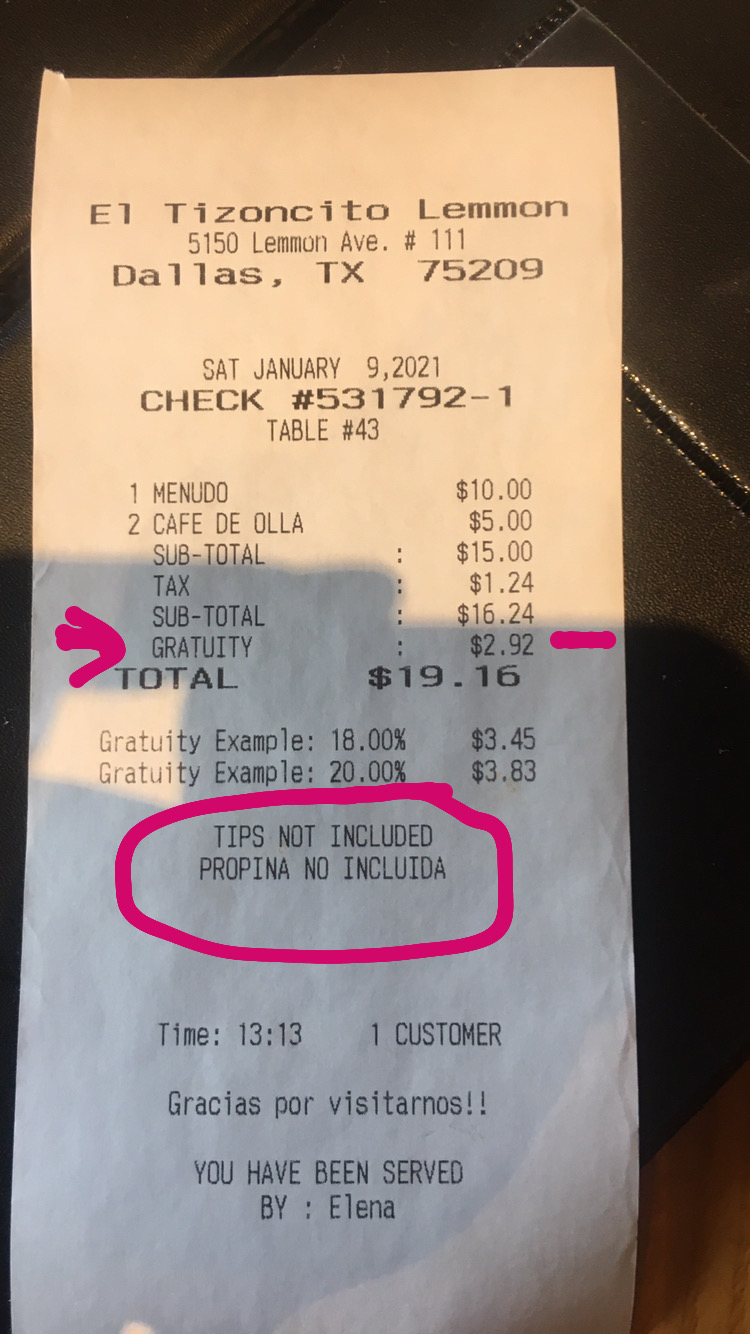 El Tizoncito Lemmon
5150 Lemmon Ave. # 111
Dallas, TX 75209
SAT JANUARY 9,2021
CHECK #531792-1
TABLE #43
1 MENUDO $10.00
2 CAFE DE OLLA $5.00
SUB-TOTAL : $15.00
TAX : $1.24
SUB-TOTAL : $16.24
GRATUITY : $2.92
TOTAL $19.16
Gratuity Example: 18.00% $3.45
Gratuity Example: 20.00% $3.83
TIPS NOT INCLUDED
PROPINA NO INCLUIDA
Time: 13:13 1 CUSTOMER
Gracias por visitarnos!!
YOU HAVE BEEN SERVED
BY : Elena